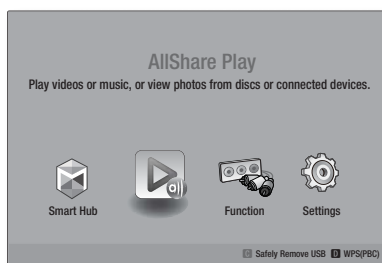 AllShare Play
Play videos or music, or view photos from discs or connected devices.
all
Smart Hub
Function
Settings
C Safely Remove USB D WPS(PBC)